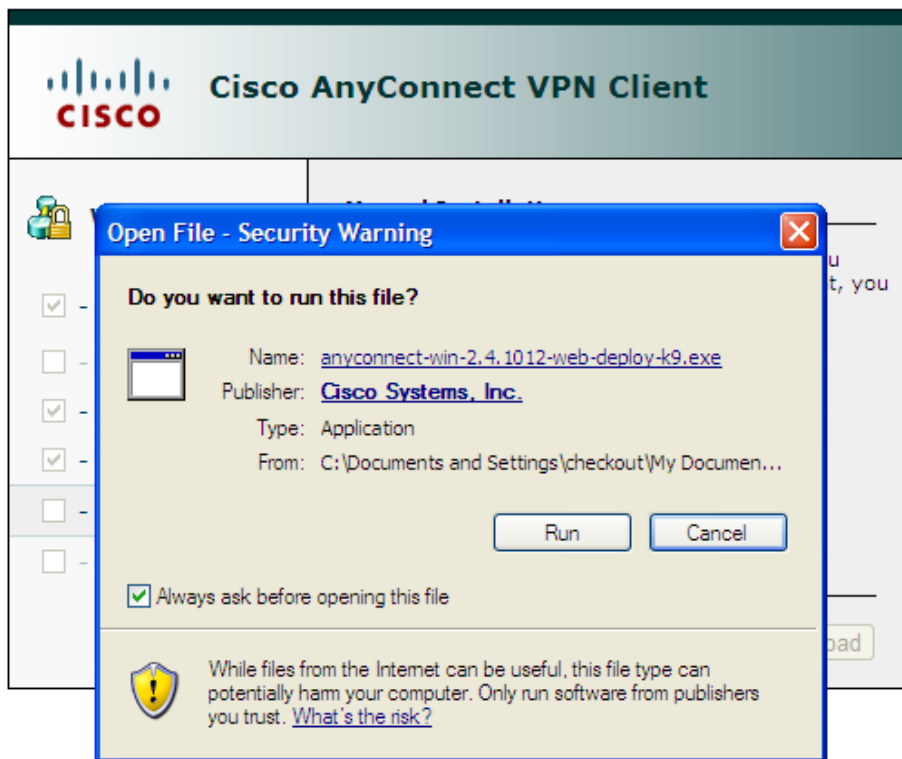 CISCO
Cisco AnyConnect VPN Client
Open File - Security Warning
u
t, you
Do you want to run this file?
Name: anyconnect-win-2.4.1012-web-deploy-k9.exe
Publisher: Cisco Systems, Inc.
Type: Application
From: C:\Documents and Settings\checkout\My Documen...
Run Cancel
Always ask before opening this file
oad
While files from the Internet can be useful, this file type can
potentially harm your computer. Only run software from publishers
you trust. What's the risk?